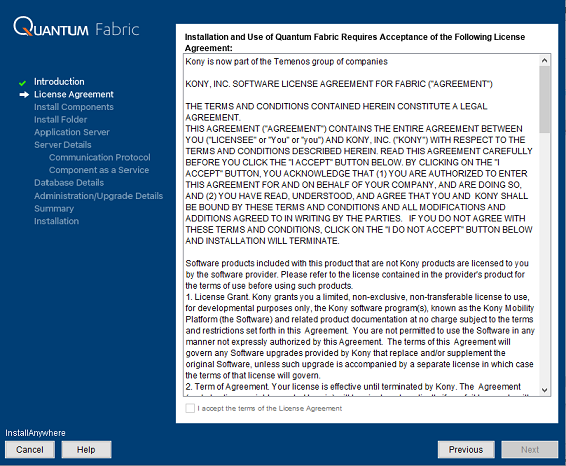 QUANTUM Fabric
Introduction
License Agreement
Install Components
Install Folder
Application Server
Server Details
Communication Protocol
Component as a Service
Database Details
Administration/Upgrade Details
Summary
Installation
Installation and Use of Quantum Fabric Requires Acceptance of the Following License
Agreement:
Kony is now part of the Temenos group of companies
KONY, INC. SOFTWARE LICENSE AGREEMENT FOR FABRIC ("AGREEMENT")
THE TERMS AND CONDITIONS CONTAINED HEREIN CONSTITUTE A LEGAL
AGREEMENT.
THIS AGREEMENT ("AGREEMENT") CONTAINS THE ENTIRE AGREEMENT BETWEEN
YOU ("LICENSEE" or "You" or "you") AND KONY, INC. ("KONY") WITH RESPECT TO THE
TERMS AND CONDITIONS DESCRIBED HEREIN. READ THIS AGREEMENT CAREFULLY
BEFORE YOU CLICK THE "I ACCEPT" BUTTON BELOW. BY CLICKING ON THE "I
ACCEPT" BUTTON, YOU ACKNOWLEDGE THAT (1) YOU ARE AUTHORIZED TO ENTER
THIS AGREEMENT FOR AND ON BEHALF OF YOUR COMPANY, AND ARE DOING SO,
AND (2) YOU HAVE READ, UNDERSTOOD, AND AGREE THAT YOU AND KONY SHALL
BE BOUND BY THESE TERMS AND CONDITIONS AND ALL MODIFICATIONS AND
ADDITIONS AGREED TO IN WRITING BY THE PARTIES. IF YOU DO NOT AGREE WITH
THESE TERMS AND CONDITIONS, CLICK ON THE "I DO NOT ACCEPT" BUTTON BELOW
AND INSTALLATION WILL TERMINATE.
Software products included with this product that are not Kony products are licensed to you
by the software provider. Please refer to the license contained in the provider's product for
the terms of use before using such products.
1. License Grant. Kony grants you a limited, non-exclusive, non-transferable license to use,
for developmental purposes only, the Kony software program(s), known as the Kony Mobility
Platform (the Software) and related product documentation at no charge subject to the terms
and restrictions set forth in this Agreement. You are not permitted to use the Software in any
manner not expressly authorized by this Agreement. The terms of this Agreement will
govern any Software upgrades provided by Kony that replace and/or supplement the
original Software, unless such upgrade is accompanied by a separate license in which case
the terms of that license will govern.
2. Term of Agreement. Your license is effective until terminated by Kony. The Agreement
I accept the terms of the License Agreement
InstallAnywhere
Cancel
Help
Previous
Next